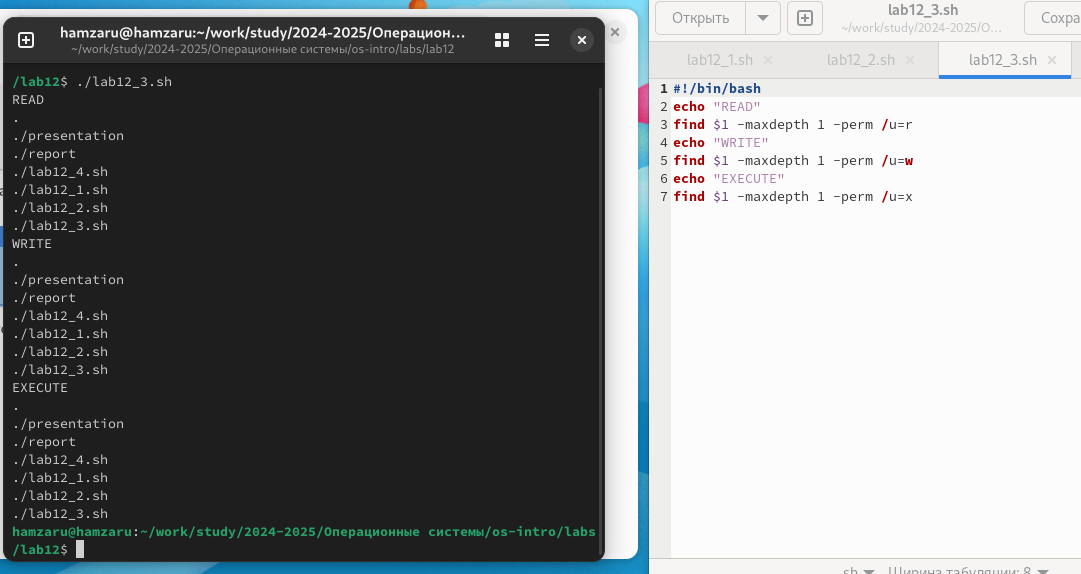 hamzaru@hamzaru:~/work/study/2024-2025/Операцион...
~/work/study/2024-2025/Операционные системы/os-intro/labs/lab12
/lab12$ ./lab12_3.sh
READ
.
./presentation
./report
./lab12_4.sh
./lab12_1.sh
./lab12_2.sh
./lab12_3.sh
WRITE
.
./presentation
./report
./lab12_4.sh
./lab12_1.sh
./lab12_2.sh
./lab12_3.sh
EXECUTE
.
./presentation
./report
./lab12_4.sh
./lab12_1.sh
./lab12_2.sh
./lab12_3.sh
hamzaru@hamzaru:~/work/study/2024-2025/Операционные системы/os-intro/labs
/lab12$
Открыть
lab12_3.sh
~/work/study/2024-2025/О...
Сохра
lab12_1.sh
lab12_2.sh
lab12_3.sh
1 #!/bin/bash
2 echo "READ"
3 find $1 -maxdepth 1 -perm /u=r
4 echo "WRITE"
5 find $1 -maxdepth 1 -perm /u=w
6 echo "EXECUTE"
7 find $1 -maxdepth 1 -perm /u=x
sh
Ширина табуляции: 8